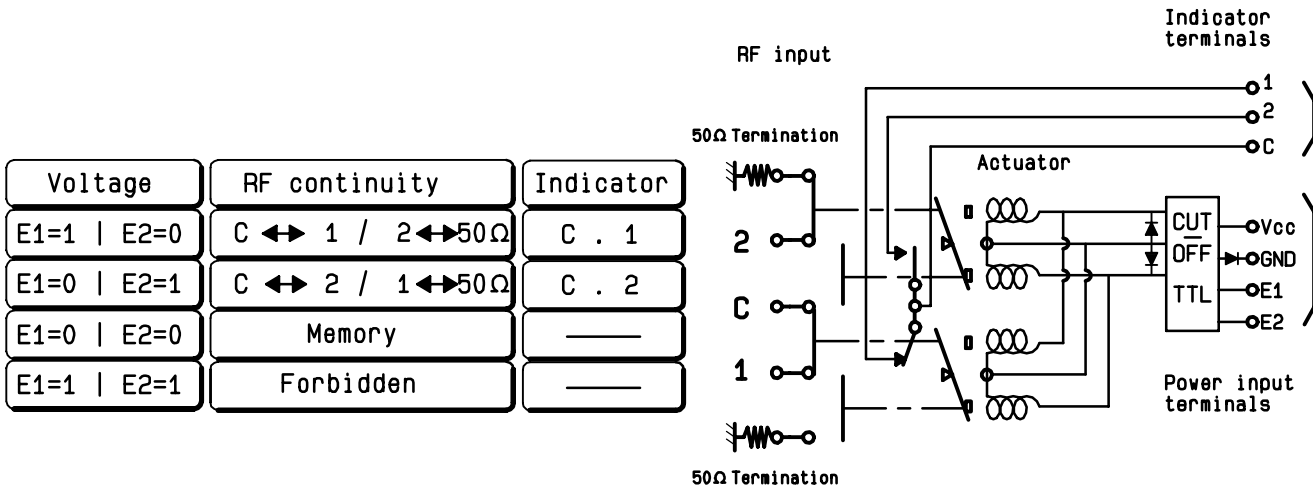 Voltage RF continuity Indicator
E1=1 | E2=0 C ↔ 1 / 2↔50Ω C . 1
E1=0 | E2=1 C ↔ 2 / 1↔50Ω C . 2
E1=0 | E2=0 Memory ———
E1=1 | E2=1 Forbidden ———
RF input
50Ω Termination
2
C
1
50Ω Termination
Actuator
Indicator
terminals
1
2
C
CUT
OFF
TTL
Vcc
GND
E1
E2
Power input
terminals